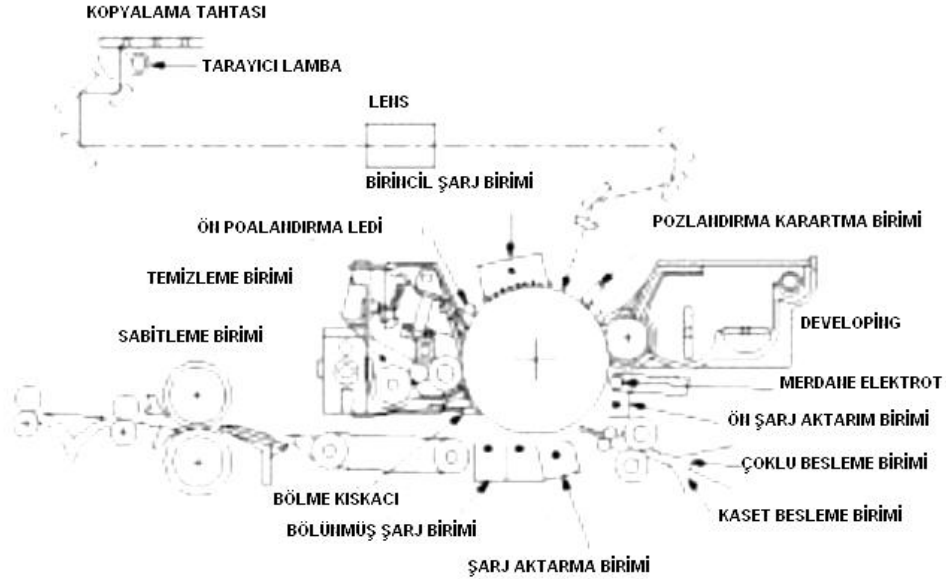 KOPYALAMA TAHTASI
TARAYICI LAMBA
LENS
BİRİNCİL ŞARJ BİRİMİ
ÖN POALANDIRMA LEDİ
POZLANDIRMA KARARTMA BİRİMİ
TEMİZLEME BİRİMİ
SABİTLEME BİRİMİ
DEVELOPİNG
MERDANE ELEKTROT
ÖN ŞARJ AKTARIM BİRİMİ
ÇOKLU BESLEME BİRİMİ
BÖLME KISKACI
KASET BESLEME BİRİMİ
BÖLÜNMÜŞ ŞARJ BİRİMİ
ŞARJ AKTARMA BİRİMİ